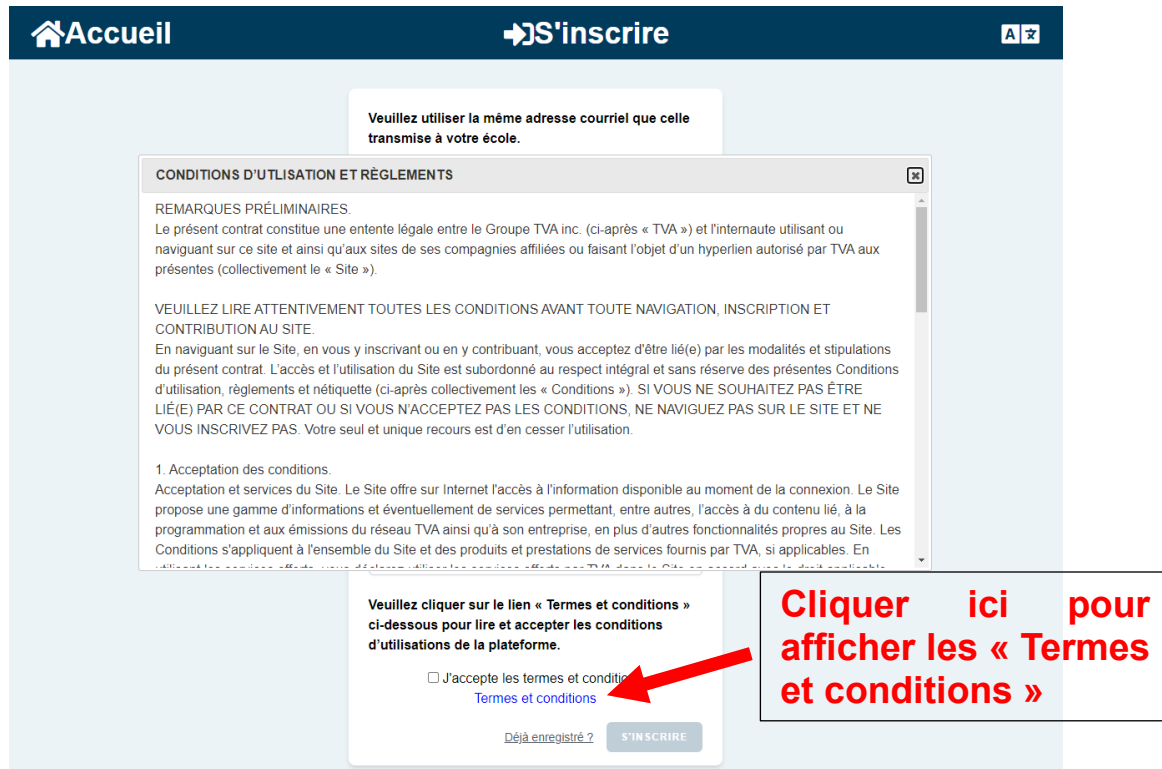 Accueil
S'inscrire
A
Veuillez utiliser la même adresse courriel que celle
transmise à votre école.
CONDITIONS D'UTLISATION ET RÈGLEMENTS
REMARQUES PRÉLIMINAIRES.
Le présent contrat constitue une entente légale entre le Groupe TVA inc. (ci-après « TVA ») et l'internaute utilisant ou
naviguant sur ce site et ainsi qu'aux sites de ses compagnies affiliées ou faisant l'objet d'un hyperlien autorisé par TVA aux
présentes (collectivement le « Site »).
VEUILLEZ LIRE ATTENTIVEMENT TOUTES LES CONDITIONS AVANT TOUTE NAVIGATION, INSCRIPTION ET
CONTRIBUTION AU SITE.
En naviguant sur le Site, en vous y inscrivant ou en y contribuant, vous acceptez d'être lié(e) par les modalités et stipulations
du présent contrat. L'accès et l'utilisation du Site est subordonné au respect intégral et sans réserve des présentes Conditions
d'utilisation, règlements et nétiquette (ci-après collectivement les « Conditions »). SI VOUS NE SOUHAITEZ PAS ÊTRE
LIÉ(E) PAR CE CONTRAT OU SI VOUS N'ACCEPTEZ PAS LES CONDITIONS, NE NAVIGUEZ PAS SUR LE SITE ET NE
VOUS INSCRIVEZ PAS. Votre seul et unique recours est d'en cesser l'utilisation.
1. Acceptation des conditions.
Acceptation et services du Site. Le Site offre sur Internet l'accès à l'information disponible au moment de la connexion. Le Site
propose une gamme d'informations et éventuellement de services permettant, entre autres, l'accès à du contenu lié, à la
programmation et aux émissions du réseau TVA ainsi qu'à son entreprise, en plus d'autres fonctionnalités propres au Site. Les
Conditions s'appliquent à l'ensemble du Site et des produits et prestations de services fournis par TVA, si applicables. En
Veuillez cliquer sur le lien « Termes et conditions »
ci-dessous pour lire et accepter les conditions
d'utilisations de la plateforme.
J'accepte les termes et conditio
Termes et conditions
Déjà enregistré ?
S'INSCRIRE
Cliquer ici pour
afficher les « Termes
et conditions »